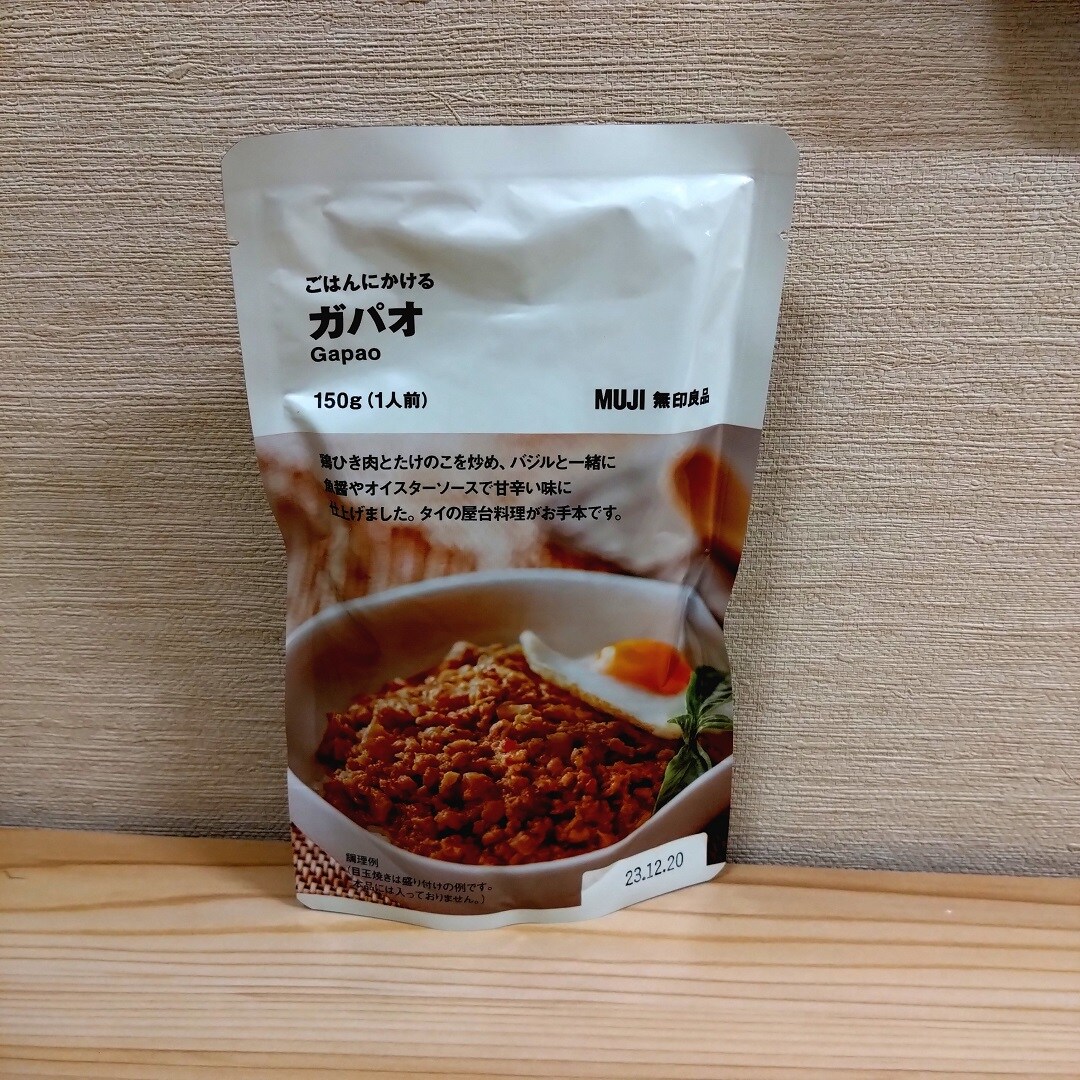 ごはんにかける
ガパオ
Gapao
150g（1人前）
MUJI 無印良品
鶏ひき肉とたけのこを炒め、バジルと一緒に
魚醤やオイスターソースで甘辛い味に
仕上げました。タイの屋台料理がお手本です。
調理例
（目玉焼きは盛り付けの例です。
本品には入っておりません。）
23.12.20